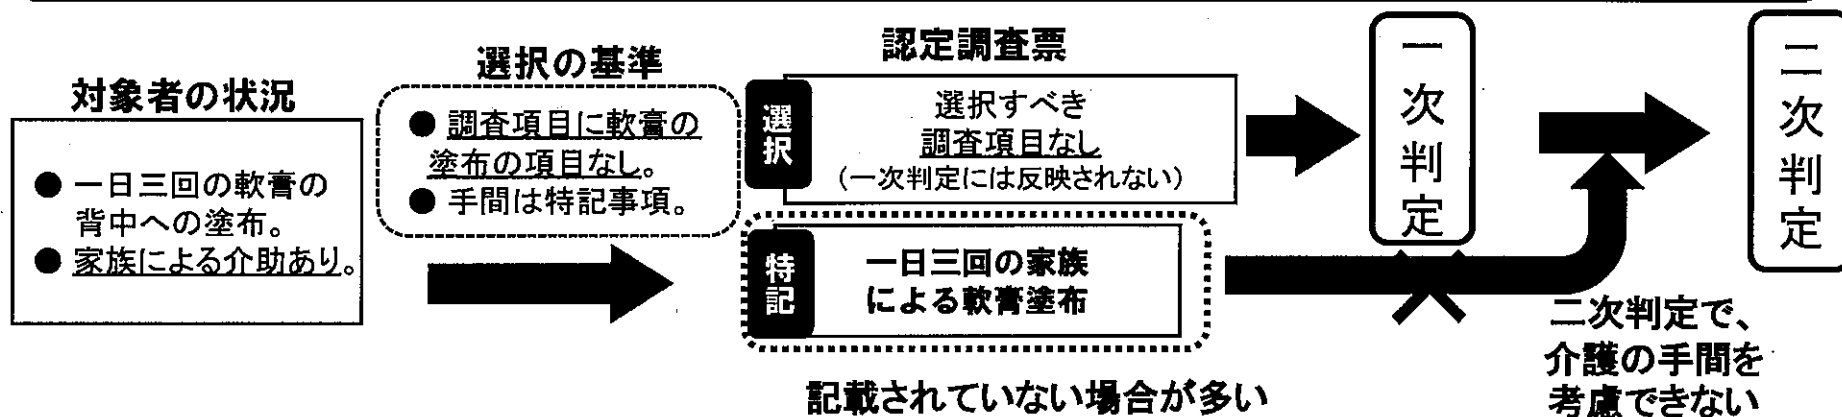 対象者の状況
● 一日三回の軟膏の
背中への塗布。
● 家族による介助あり。
選択の基準
● 調査項目に軟膏の
塗布の項目なし。
● 手間は特記事項。
認定調査票
選択
選択すべき
調査項目なし
(一次判定には反映されない)
特記
一日三回の家族
による軟膏塗布
記載されていない場合が多い
一次判定
二次判定
二次判定で、
介護の手間を
考慮できない